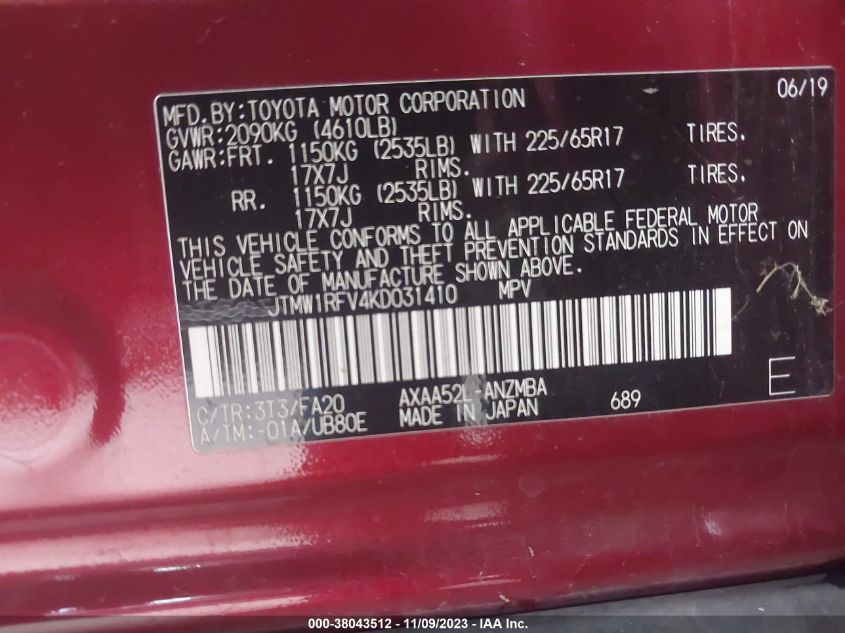 06/19
MFD.BY:TOYOTA MOTOR CORPORATION
GVWR:2090KG (4610LB)
GAWR:FRT. 1150KG (2535LB) WITH 225/65R17 TIRES.
17X7J RIMS.
RR. 1150KG (2535LB) WITH 225/65R17 TIRES.
17X7J RIMS.
THIS VEHICLE CONFORMS TO ALL APPLICABLE FEDERAL MOTOR
VEHICLE SAFETY AND THEFT PREVENTION STANDARDS IN EFFECT ON
THE DATE OF MANUFACTURE SHOWN ABOVE.
JTMW1RFV4KD031410 MPV
C/TR:3T3/FA20 AXAA52L-ANZMBA
A/TM:-01A/UB80E MADE IN JAPAN 689 E
000-38043512 - 11/09/2023 - IAA Inc.